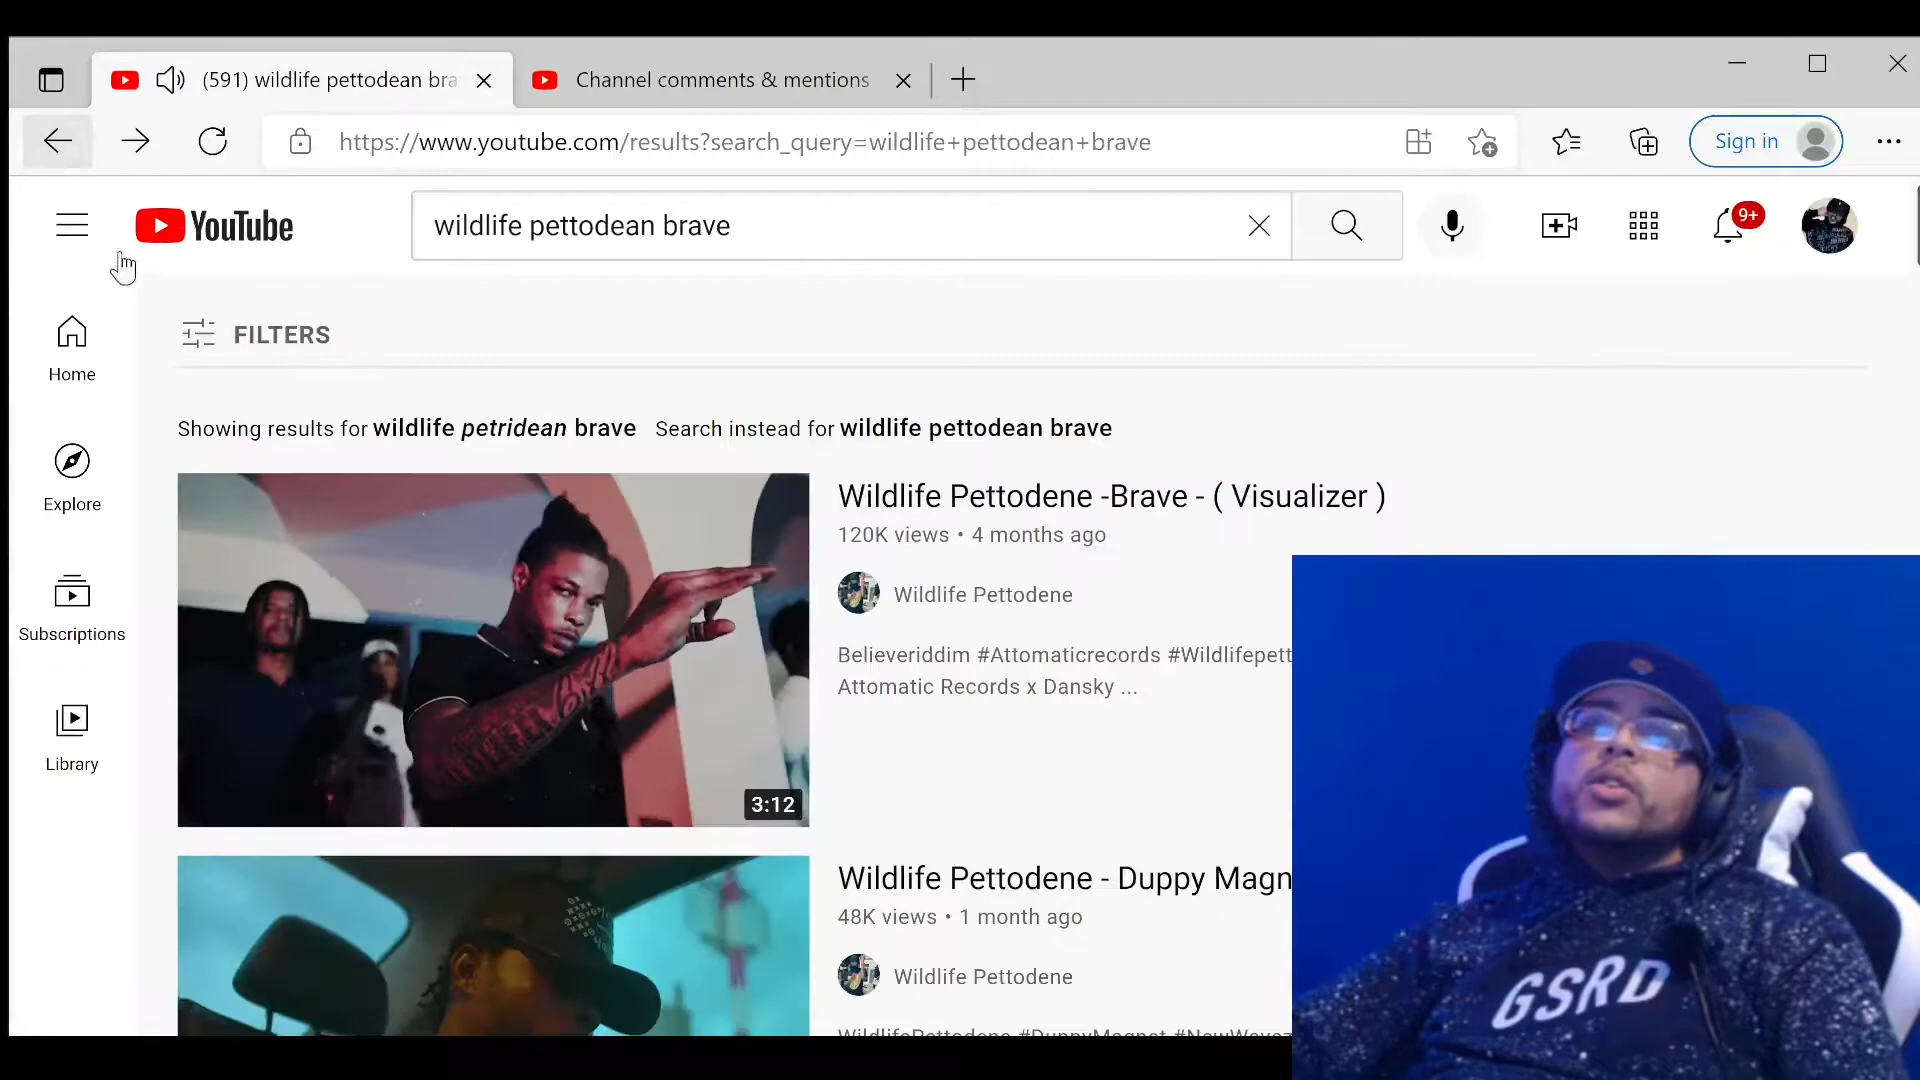 (591) wildlife pettodean bra
Channel comments & mentions
https://www.youtube.com/results?search_query=wildlife+pettodean+brave
Sign in
YouTube
wildlife pettodean brave
9+
Home
Explore
Subscriptions
Library
FILTERS
Showing results for wildlife petridean brave Search instead for wildlife pettodean brave
3:12
Wildlife Pettodene -Brave - ( Visualizer )
120K views • 4 months ago
Wildlife Pettodene
Believeriddim #Attomaticrecords #Wildlifepett
Attomatic Records x Dansky ...
Wildlife Pettodene - Duppy Magn
48K views • 1 month ago
Wildlife Pettodene
WildlifePettodene #DuppyMagnet #NewWavez
GSRD